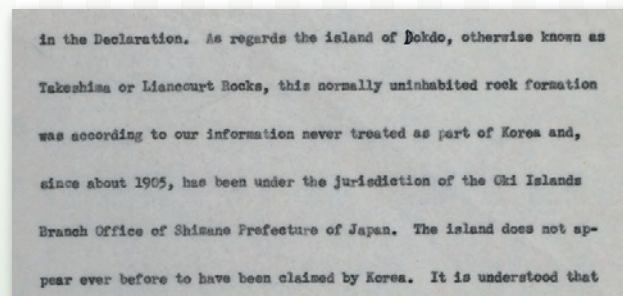 in the Declaration. As regards the island of Dokdo, otherwise known as
Takeshima or Liancourt Rocks, this normally uninhabited rock formation
was according to our information never treated as part of Korea and,
since about 1905, has been under the jurisdiction of the Oki Islands
Branch Office of Shimane Prefecture of Japan. The island does not ap-
pear ever before to have been claimed by Korea. It is understood that